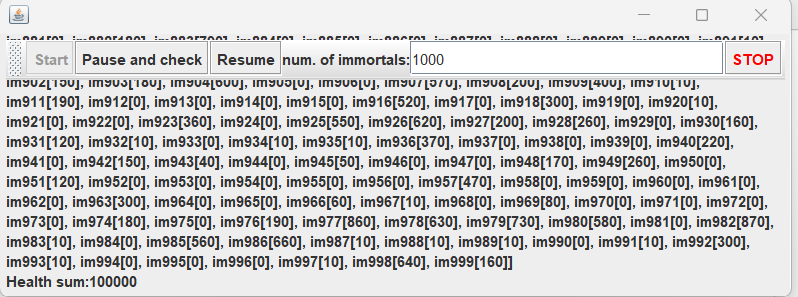 Start Pause and check Resume num. of immortals: 1000 STOP
im902[150], im903[180], im904[600], im905[0], im906[0], im907[570], im908[200], im909[400], im910[10],
im911[190], im912[0], im913[0], im914[0], im915[0], im916[520], im917[0], im918[300], im919[0], im920[10],
im921[0], im922[0], im923[360], im924[0], im925[550], im926[620], im927[200], im928[260], im929[0], im930[160],
im931[120], im932[10], im933[0], im934[10], im935[10], im936[370], im937[0], im938[0], im939[0], im940[220],
im941[0], im942[150], im943[40], im944[0], im945[50], im946[0], im947[0], im948[170], im949[260], im950[0],
im951[120], im952[0], im953[0], im954[0], im955[0], im956[0], im957[470], im958[0], im959[0], im960[0], im961[0],
im962[0], im963[300], im964[0], im965[0], im966[60], im967[10], im968[0], im969[80], im970[0], im971[0], im972[0],
im973[0], im974[180], im975[0], im976[190], im977[860], im978[630], im979[730], im980[580], im981[0], im982[870],
im983[10], im984[0], im985[560], im986[660], im987[10], im988[10], im989[10], im990[0], im991[10], im992[300],
im993[10], im994[0], im995[0], im996[0], im997[10], im998[640], im999[160]]
Health sum:100000